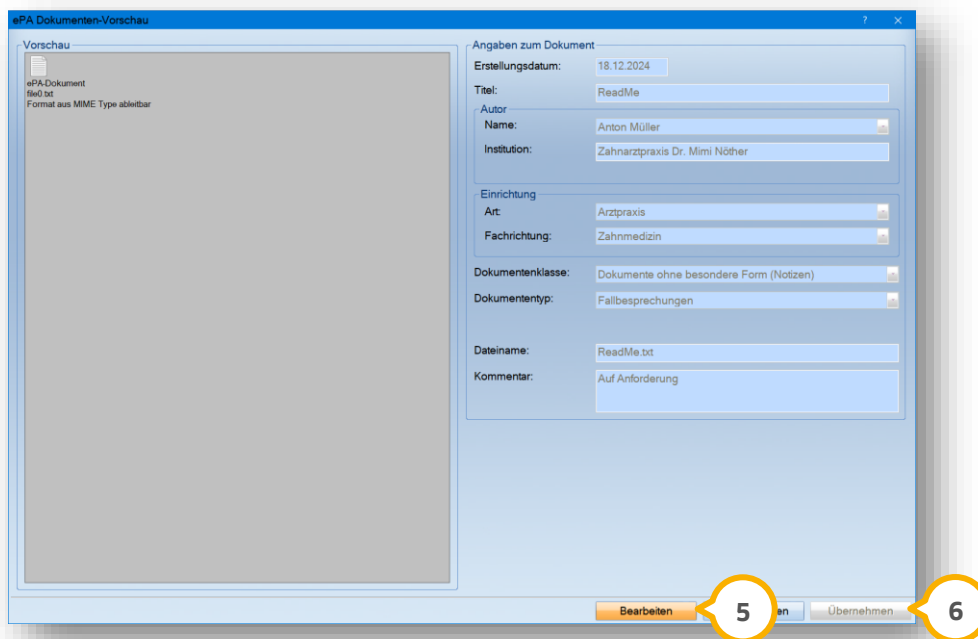 ePA Dokumenten-Vorschau
Vorschau
ePA-Dokument
file0.txt
Format aus MIME Type ableitbar
Angaben zum Dokument
Erstellungsdatum: 18.12.2024
Titel: ReadMe
Autor
Name: Anton Müller
Institution: Zahnarztpraxis Dr. Mimi Nöther
Einrichtung
Art: Arztpraxis
Fachrichtung: Zahnmedizin
Dokumentenklasse: Dokumente ohne besondere Form (Notizen)
Dokumententyp: Fallbesprechungen
Dateiname: ReadMe.txt
Kommentar: Auf Anforderung
Bearbeiten 5 en Übernehmen 6